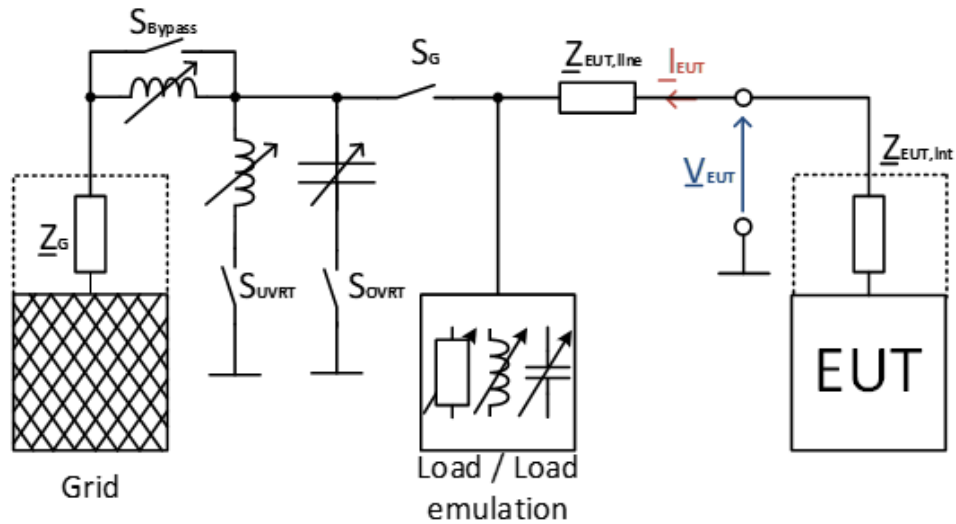 SBypass
SG
ZEUT,line
IEUT
ZEUT,Int
VEUT
ZG
SUVRT
SOVRT
EUT
Load / Load
emulation
Grid